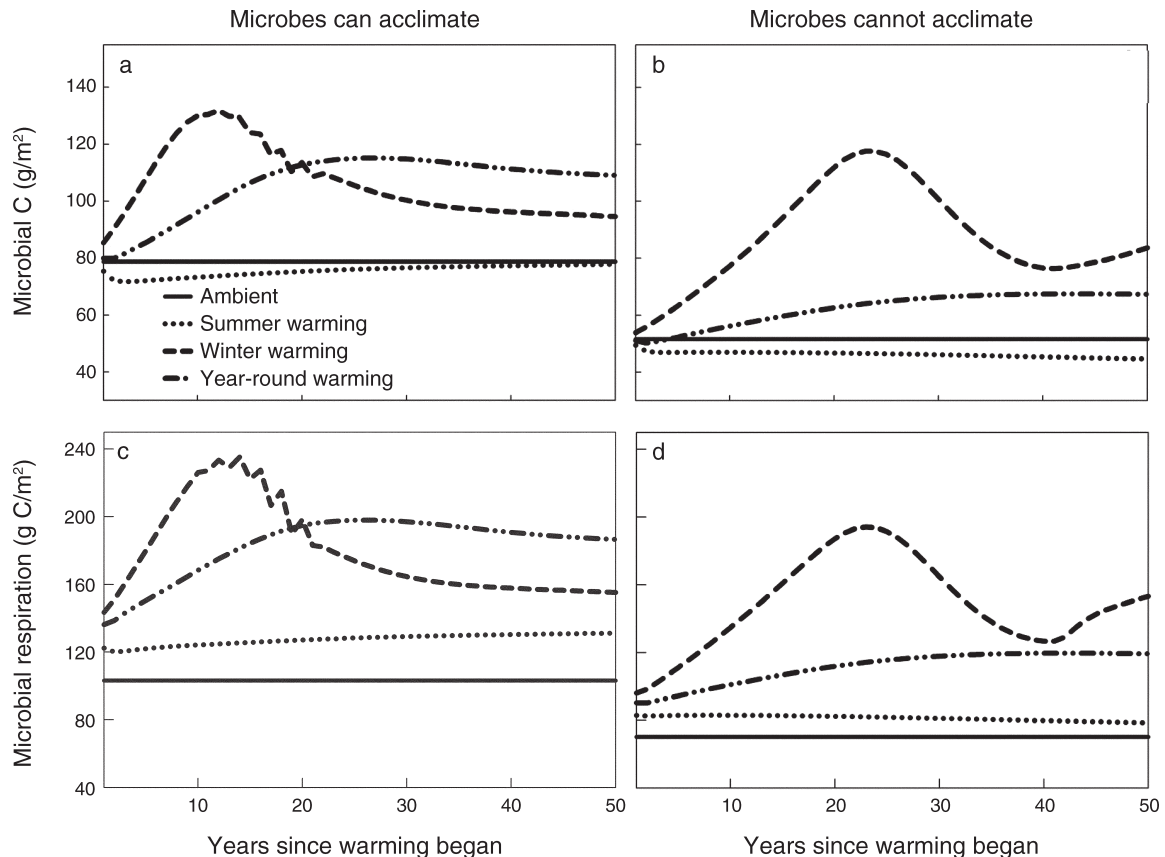 Microbes can acclimate
Microbes cannot acclimate
a
b
Microbial C (g/m²)
140
120
100
80
60
40
Ambient
Summer warming
Winter warming
Year-round warming
c
d
Microbial respiration (g C/m²)
240
200
160
120
80
40
10 20 30 40 50
10 20 30 40 50
Years since warming began
Years since warming began